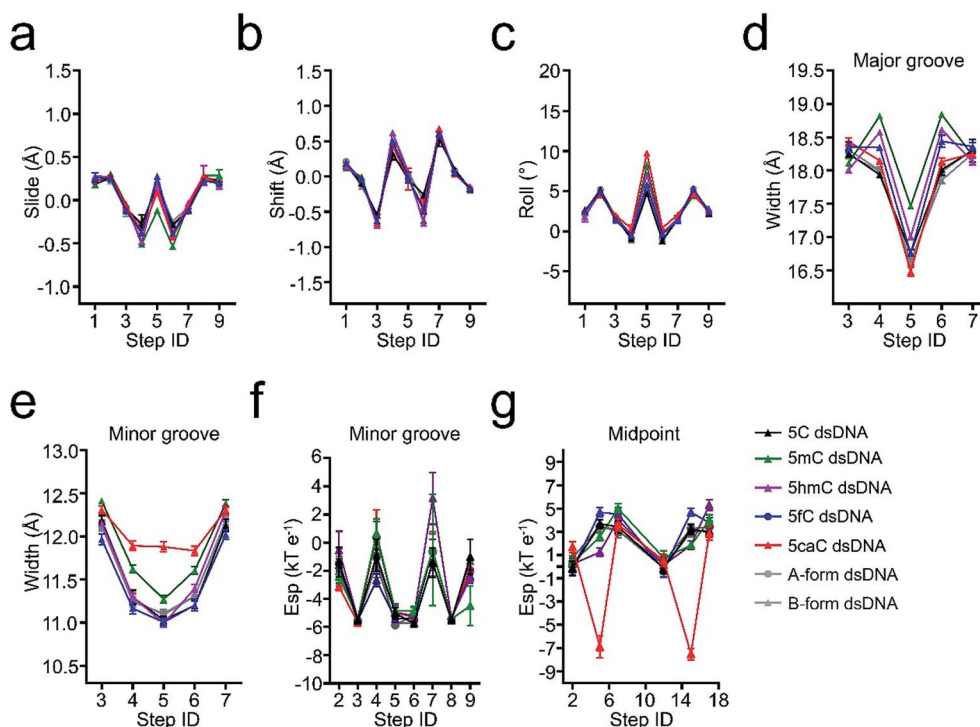 a
Slide (Å)
1.5
1.0
0.5
0.0
-0.5
-1.0
1 3 5 7 9
Step ID
b
Shift (Å)
1.5
1.0
0.5
0.0
-0.5
-1.0
-1.5
1 3 5 7 9
Step ID
c
Roll (°)
20
15
10
5
0
-5
1 3 5 7 9
Step ID
d
Major groove
Width (Å)
19.5
19.0
18.5
18.0
17.5
17.0
16.5
3 4 5 6 7
Step ID
e
Minor groove
Width (Å)
13.0
12.5
12.0
11.5
11.0
10.5
3 4 5 6 7
Step ID
f
Minor groove
Esp (kT e⁻¹)
6
4
2
0
-2
-4
-6
-8
-10
2 3 4 5 6 7 8 9
Step ID
g
Midpoint
Esp (kT e⁻¹)
9
7
5
3
1
-1
-3
-5
-7
-9
2 6 10 14 18
Step ID
5C dsDNA
5mC dsDNA
5hmC dsDNA
5fC dsDNA
5caC dsDNA
A-form dsDNA
B-form dsDNA